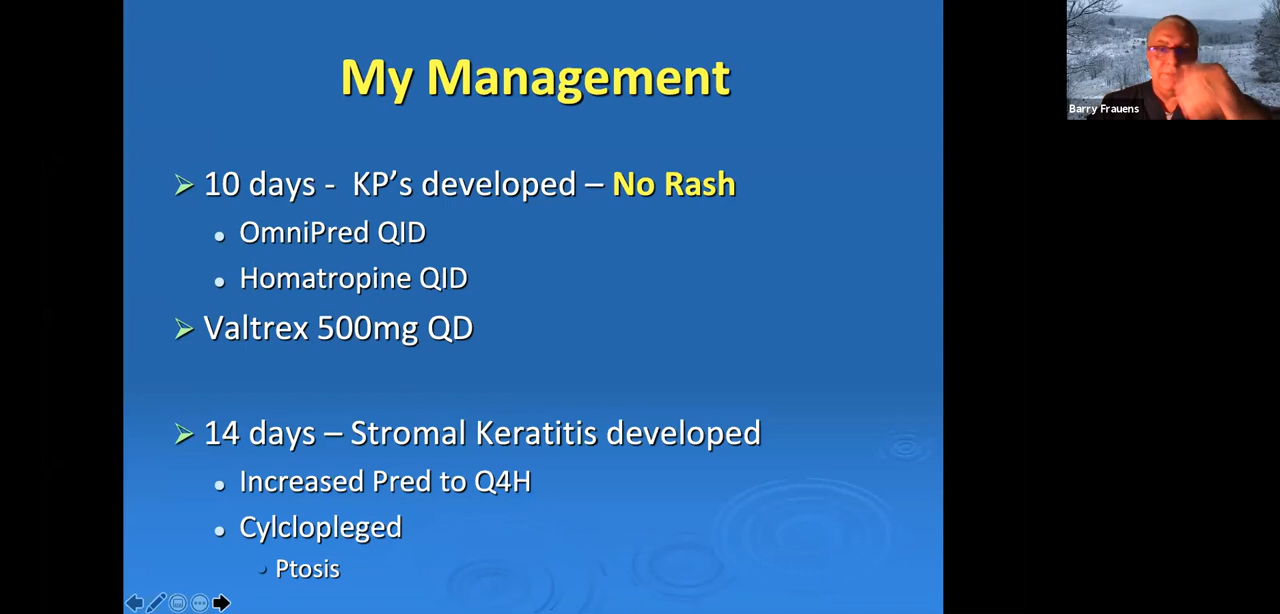 My Management
10 days - KP's developed – No Rash
OmniPred QID
Homatropine QID
Valtrex 500mg QD
14 days – Stromal Keratitis developed
Increased Pred to Q4H
Cylclopleged
Ptosis
Barry Frauens